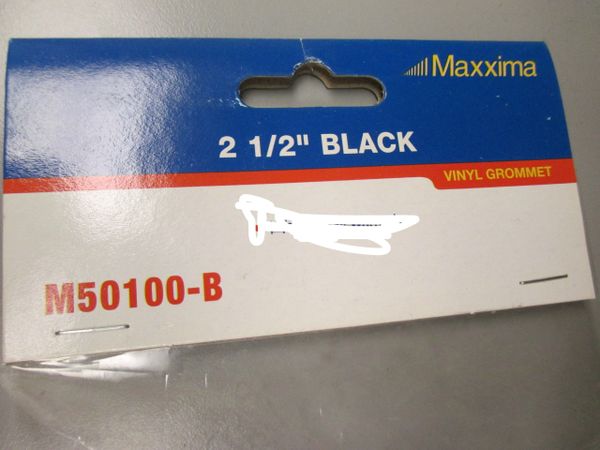 Maxxima
2 1/2" BLACK
VINYL GROMMET
M50100-B